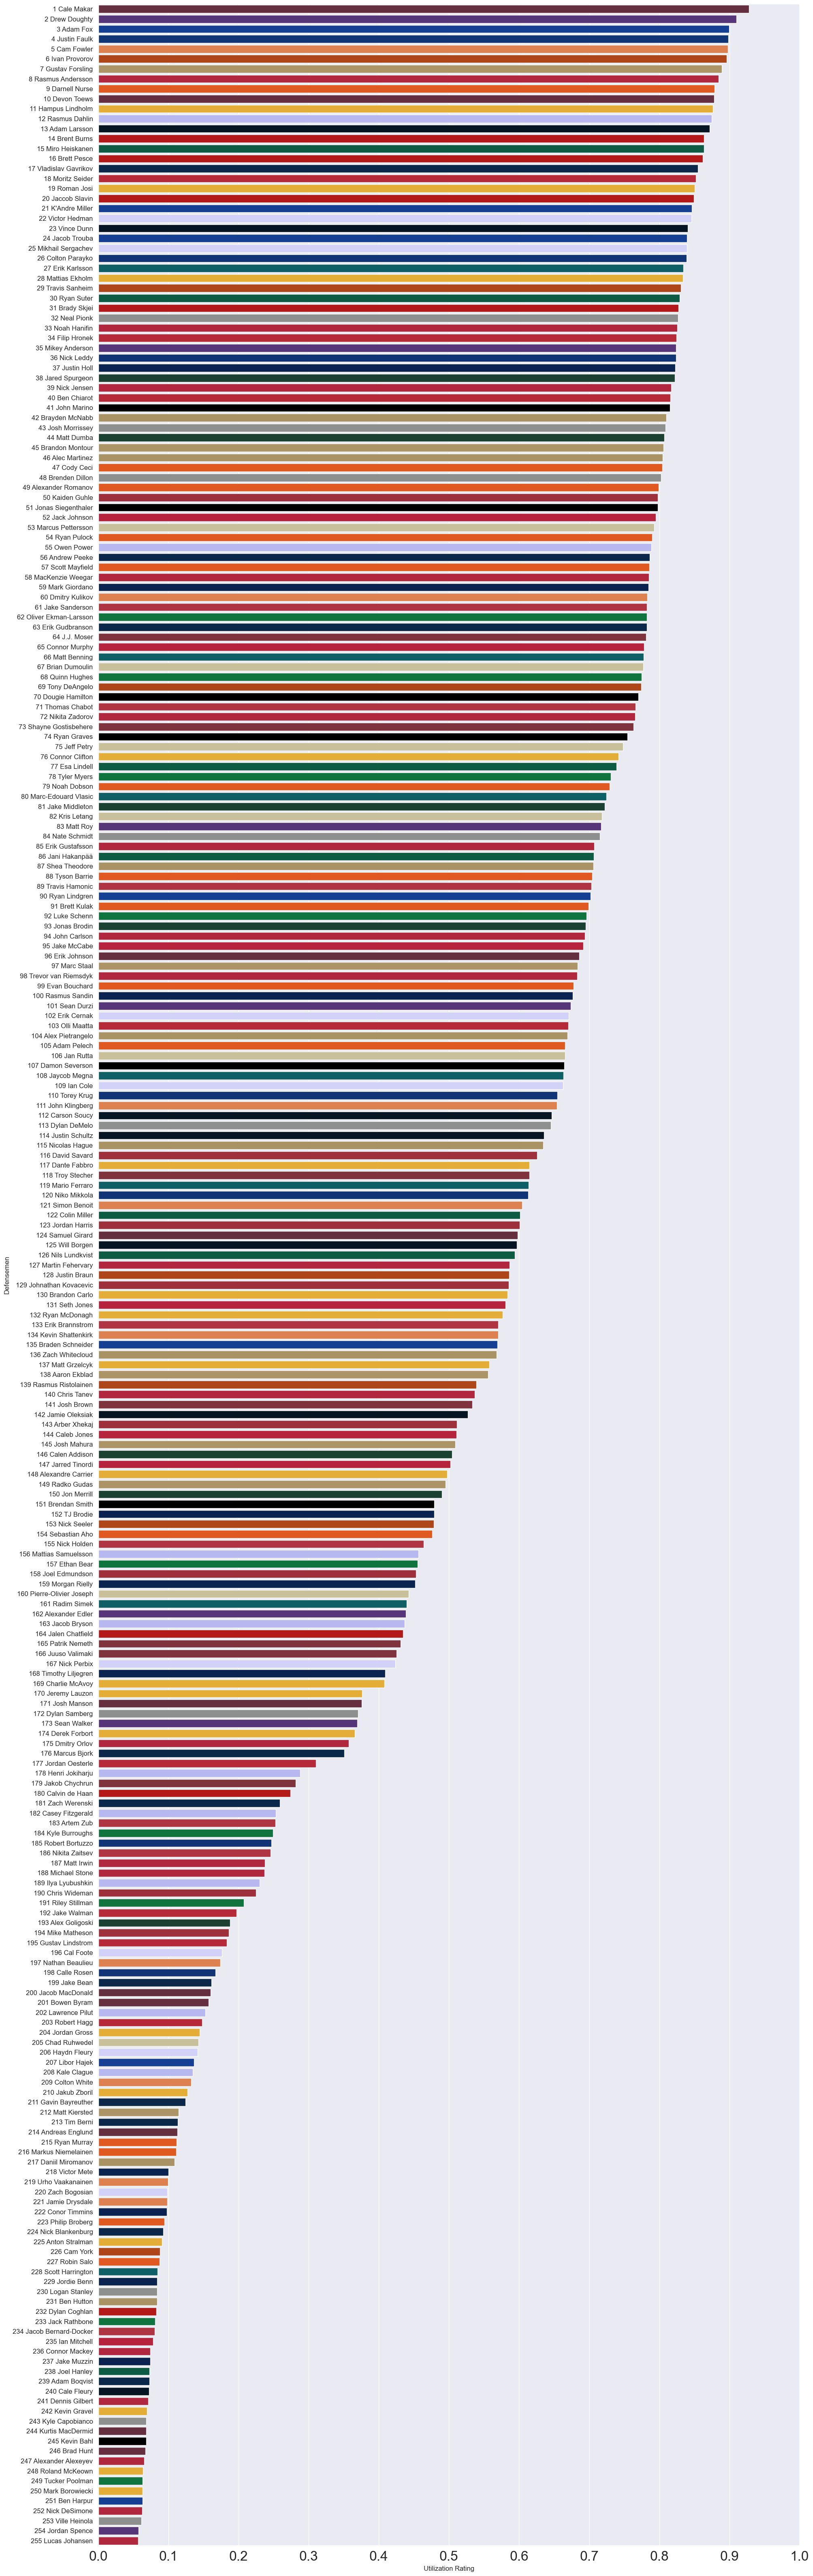 1 Cale Makar
2 Drew Doughty
3 Adam Fox
4 Justin Faulk
5 Cam Fowler
6 Ivan Provorov
7 Gustav Forsling
8 Rasmus Andersson
9 Darnell Nurse
10 Devon Toews
11 Hampus Lindholm
12 Rasmus Dahlin
13 Adam Larsson
14 Brent Burns
15 Miro Heiskanen
16 Brett Pesce
17 Vladislav Gavrikov
18 Moritz Seider
19 Roman Josi
20 Jaccob Slavin
21 K'Andre Miller
22 Victor Hedman
23 Vince Dunn
24 Jacob Trouba
25 Mikhail Sergachev
26 Colton Parayko
27 Erik Karlsson
28 Mattias Ekholm
29 Travis Sanheim
30 Ryan Suter
31 Brady Skjei
32 Neal Pionk
33 Noah Hanifin
34 Filip Hronek
35 Mikey Anderson
36 Nick Leddy
37 Justin Holl
38 Jared Spurgeon
39 Nick Jensen
40 Ben Chiarot
41 John Marino
42 Brayden McNabb
43 Josh Morrissey
44 Matt Dumba
45 Brandon Montour
46 Alec Martinez
47 Cody Ceci
48 Brenden Dillon
49 Alexander Romanov
50 Kaiden Guhle
51 Jonas Siegenthaler
52 Jack Johnson
53 Marcus Pettersson
54 Ryan Pulock
55 Owen Power
56 Andrew Peeke
57 Scott Mayfield
58 MacKenzie Weegar
59 Mark Giordano
60 Dmitry Kulikov
61 Jake Sanderson
62 Oliver Ekman-Larsson
63 Erik Gudbranson
64 J.J. Moser
65 Connor Murphy
66 Matt Benning
67 Brian Dumoulin
68 Quinn Hughes
69 Tony DeAngelo
70 Dougie Hamilton
71 Thomas Chabot
72 Nikita Zadorov
73 Shayne Gostisbehere
74 Ryan Graves
75 Jeff Petry
76 Connor Clifton
77 Esa Lindell
78 Tyler Myers
79 Noah Dobson
80 Marc-Edouard Vlasic
81 Jake Middleton
82 Kris Letang
83 Matt Roy
84 Nate Schmidt
85 Erik Gustafsson
86 Jani Hakanpää
87 Shea Theodore
88 Tyson Barrie
89 Travis Hamonic
90 Ryan Lindgren
91 Brett Kulak
92 Luke Schenn
93 Jonas Brodin
94 John Carlson
95 Jake McCabe
96 Erik Johnson
97 Marc Staal
98 Trevor van Riemsdyk
99 Evan Bouchard
100 Rasmus Sandin
101 Sean Durzi
102 Erik Cernak
103 Olli Maatta
104 Alex Pietrangelo
105 Adam Pelech
106 Jan Rutta
107 Damon Severson
108 Jaycob Megna
109 Ian Cole
110 Torey Krug
111 John Klingberg
112 Carson Soucy
113 Dylan DeMelo
114 Justin Schultz
115 Nicolas Hague
116 David Savard
117 Dante Fabbro
118 Troy Stecher
119 Mario Ferraro
120 Niko Mikkola
121 Simon Benoit
122 Colin Miller
123 Jordan Harris
124 Samuel Girard
125 Will Borgen
126 Nils Lundkvist
127 Martin Fehervary
128 Justin Braun
129 Johnathan Kovacevic
130 Brandon Carlo
131 Seth Jones
132 Ryan McDonagh
133 Erik Brannstrom
134 Kevin Shattenkirk
135 Braden Schneider
136 Zach Whitecloud
137 Matt Grzelcyk
138 Aaron Ekblad
139 Rasmus Ristolainen
140 Chris Tanev
141 Josh Brown
142 Jamie Oleksiak
143 Arber Xhekaj
144 Caleb Jones
145 Josh Mahura
146 Calen Addison
147 Jarred Tinordi
148 Alexandre Carrier
149 Radko Gudas
150 Jon Merrill
151 Brendan Smith
152 TJ Brodie
153 Nick Seeler
154 Sebastian Aho
155 Nick Holden
156 Mattias Samuelsson
157 Ethan Bear
158 Joel Edmundson
159 Morgan Rielly
160 Pierre-Olivier Joseph
161 Radim Simek
162 Alexander Edler
163 Jacob Bryson
164 Jalen Chatfield
165 Patrik Nemeth
166 Juuso Valimaki
167 Nick Perbix
168 Timothy Liljegren
169 Charlie McAvoy
170 Jeremy Lauzon
171 Josh Manson
172 Dylan Samberg
173 Sean Walker
174 Derek Forbort
175 Dmitry Orlov
176 Marcus Bjork
177 Jordan Oesterle
178 Henri Jokiharju
179 Jakob Chychrun
180 Calvin de Haan
181 Zach Werenski
182 Casey Fitzgerald
183 Artem Zub
184 Kyle Burroughs
185 Robert Bortuzzo
186 Nikita Zaitsev
187 Matt Irwin
188 Michael Stone
189 Ilya Lyubushkin
190 Chris Wideman
191 Riley Stillman
192 Jake Walman
193 Alex Goligoski
194 Mike Matheson
195 Gustav Lindstrom
196 Cal Foote
197 Nathan Beaulieu
198 Calle Rosen
199 Jake Bean
200 Jacob MacDonald
201 Bowen Byram
202 Lawrence Pilut
203 Robert Hagg
204 Jordan Gross
205 Chad Ruhwedel
206 Haydn Fleury
207 Libor Hajek
208 Kale Clague
209 Colton White
210 Jakub Zboril
211 Gavin Bayreuther
212 Matt Kiersted
213 Tim Berni
214 Andreas Englund
215 Ryan Murray
216 Markus Niemelainen
217 Daniil Miromanov
218 Victor Mete
219 Urho Vaakanainen
220 Zach Bogosian
221 Jamie Drysdale
222 Conor Timmins
223 Philip Broberg
224 Nick Blankenburg
225 Anton Stralman
226 Cam York
227 Robin Salo
228 Scott Harrington
229 Jordie Benn
230 Logan Stanley
231 Ben Hutton
232 Dylan Coghlan
233 Jack Rathbone
234 Jacob Bernard-Docker
235 Ian Mitchell
236 Connor Mackey
237 Jake Muzzin
238 Joel Hanley
239 Adam Boqvist
240 Cale Fleury
241 Dennis Gilbert
242 Kevin Gravel
243 Kyle Capobianco
244 Kurtis MacDermid
245 Kevin Bahl
246 Brad Hunt
247 Alexander Alexeyev
248 Roland McKeown
249 Tucker Poolman
250 Mark Borowiecki
251 Ben Harpur
252 Nick DeSimone
253 Ville Heinola
254 Jordan Spence
255 Lucas Johansen
Defensemen
0.0 0.1 0.2 0.3 0.4 0.5 0.6 0.7 0.8 0.9 1.0
Utilization Rating